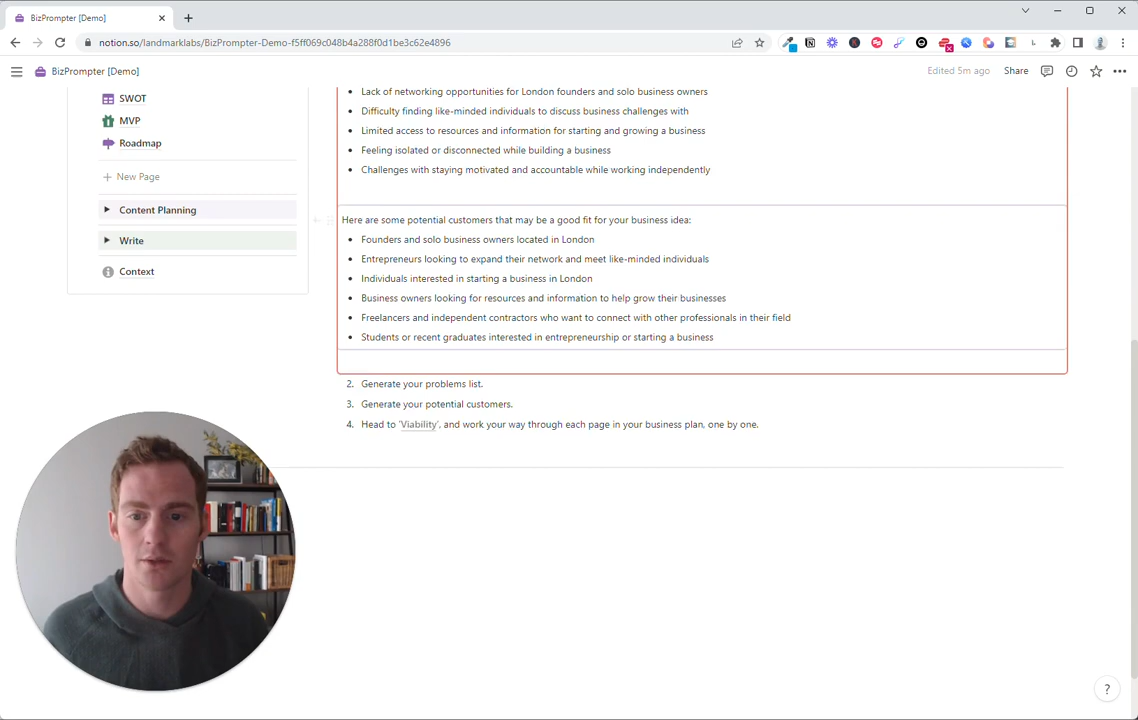 BizPrompter [Demo]
notion.so/landmarklabs/BizPrompter-Demo-f5ff069c048b4a288f0d1be3c62e4896
BizPrompter [Demo]
Edited 5m ago
Share
SWOT
MVP
Roadmap
New Page
Content Planning
Write
Context
Lack of networking opportunities for London founders and solo business owners
Difficulty finding like-minded individuals to discuss business challenges with
Limited access to resources and information for starting and growing a business
Feeling isolated or disconnected while building a business
Challenges with staying motivated and accountable while working independently
Here are some potential customers that may be a good fit for your business idea:
Founders and solo business owners located in London
Entrepreneurs looking to expand their network and meet like-minded individuals
Individuals interested in starting a business in London
Business owners looking for resources and information to help grow their businesses
Freelancers and independent contractors who want to connect with other professionals in their field
Students or recent graduates interested in entrepreneurship or starting a business
2. Generate your problems list.
3. Generate your potential customers.
4. Head to ‘Viability’, and work your way through each page in your business plan, one by one.
?